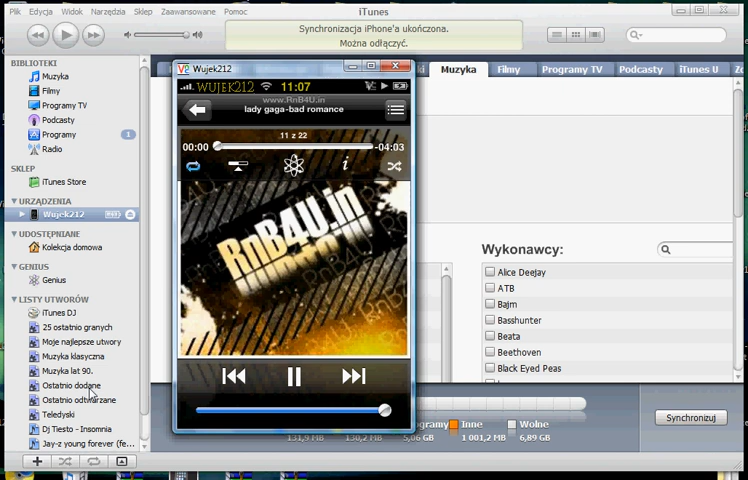 Plik Edycja Widok Narzędzia Sklep Zaawansowane Pomoc
iTunes
Synchronizacja iPhone'a ukończona.
Można odłączyć.
BIBLIOTEKI
Muzyka
Filmy
Programy TV
Podcasty
Programy 1
Radio
SKLEP
iTunes Store
URZĄDZENIA
Wujek212
UDOSTĘPNIANE
Kolekcja domowa
GENIUS
Genius
LISTY UTWORÓW
iTunes DJ
25 ostatnio granych
Moje najlepsze utwory
Muzyka klasyczna
Muzyka lat 90.
Ostatnio dodane
Ostatnio odtwarzane
Teledyski
Dj Tiesto - Insomnia
Jay-z young forever (fe...
Wujek212
WUJEK212 11:07
www.RnB4U.in
lady gaga-bad romance
11 z 22
00:00 -04:03
RnB4U.in
Muzyka Filmy Programy TV Podcasty iTunes U
Wykonawcy:
Alice Deejay
ATB
Bajm
Basshunter
Beata
Beethoven
Black Eyed Peas
Inne Wolne
131,9 MB 130,2 MB 5,06 GB 1 001,2 MB 6,89 GB
Synchronizuj